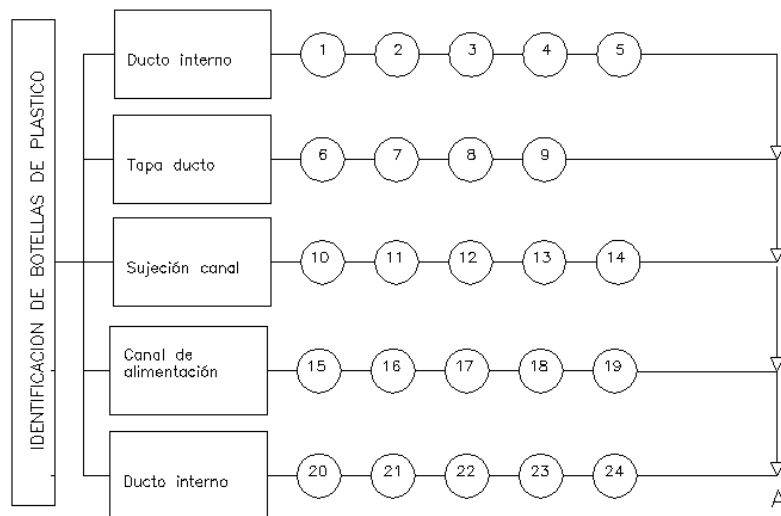 IDENTIFICACION DE BOTELLAS DE PLASTICO
Ducto interno
1 2 3 4 5
Tapa ducto
6 7 8 9
Sujeción canal
10 11 12 13 14
Canal de
alimentación
15 16 17 18 19
Ducto interno
20 21 22 23 24
A